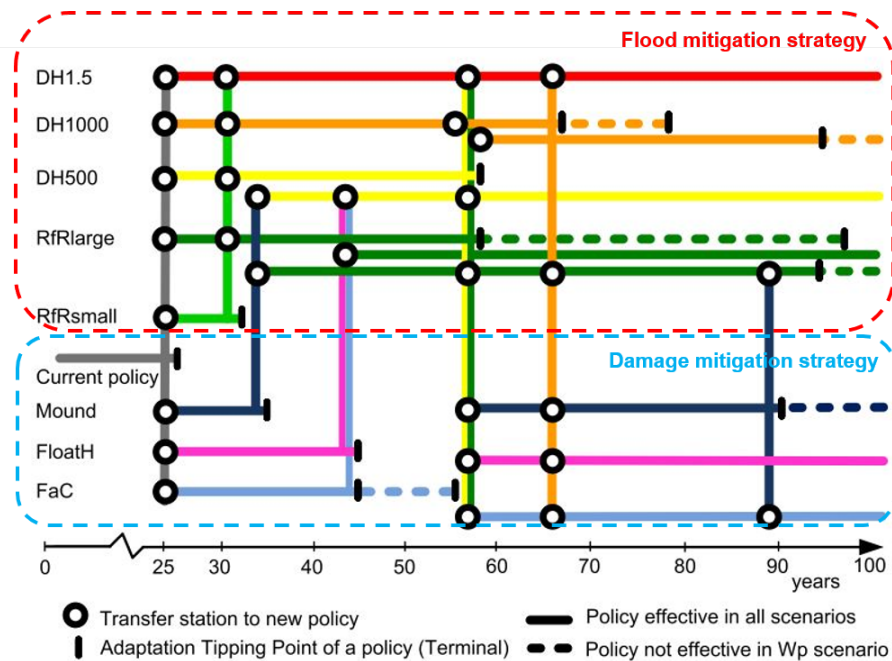 Flood mitigation strategy
DH1.5
DH1000
DH500
RfRlarge
RfRsmall
Current policy
Damage mitigation strategy
Mound
FloatH
FaC
0 25 30 40 50 60 70 80 90 100
years
Transfer station to new policy
Policy effective in all scenarios
Adaptation Tipping Point of a policy (Terminal)
Policy not effective in Wp scenario